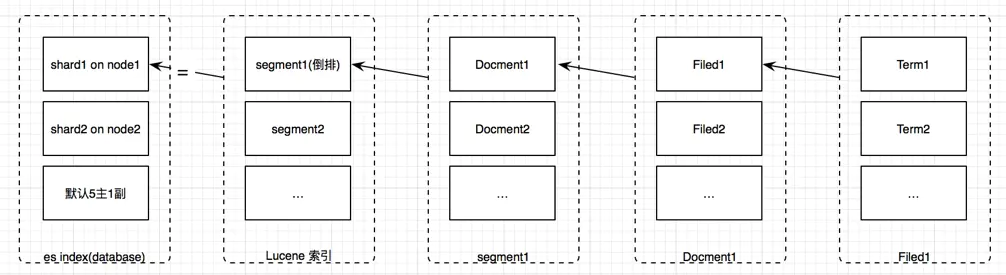 shard1 on node1
shard2 on node2
默认5主1副
es index(database)
=
segment1(倒排)
segment2
...
Lucene 索引
Docment1
Docment2
...
segment1
Filed1
Filed2
...
Docment1
Term1
Term2
...
Filed1